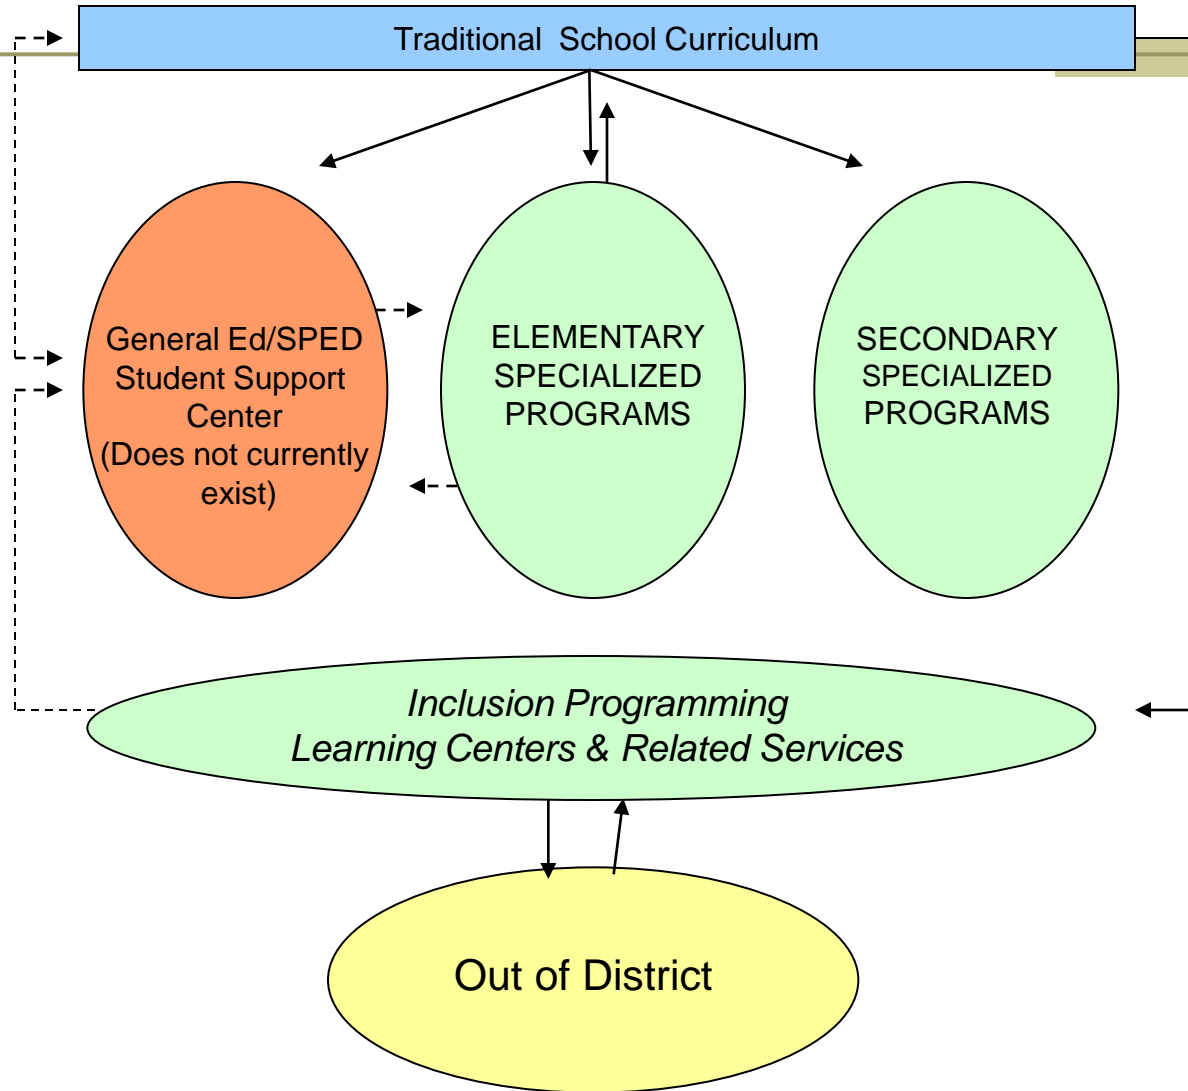 Traditional School Curriculum
General Ed/SPED
Student Support
Center
(Does not currently
exist)
ELEMENTARY
SPECIALIZED
PROGRAMS
SECONDARY
SPECIALIZED
PROGRAMS
Inclusion Programming
Learning Centers & Related Services
Out of District